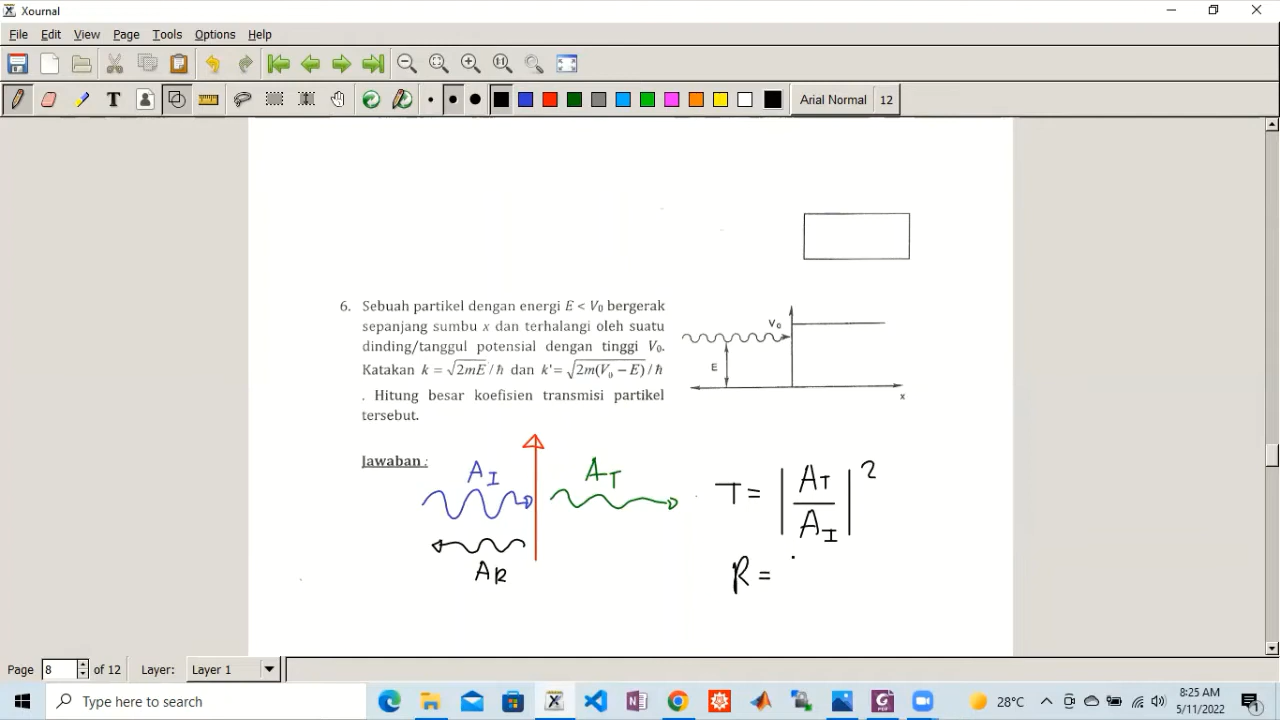 Xournal
File Edit View Page Tools Options Help
Arial Normal 12
6. Sebuah partikel dengan energi E < V₀ bergerak
sepanjang sumbu x dan terhalangi oleh suatu
dinding/tanggul potensial dengan tinggi V₀.
Katakan k = √2mE / ℏ dan k'= √2m(V₀ − E) / ℏ
. Hitung besar koefisien transmisi partikel
tersebut.
V₀
E
x
Jawaban :
A_I
A_T
A_R
T = |A_T / A_I|²
R =
Page 8 of 12 Layer: Layer 1
Type here to search
28°C
8:25 AM
5/11/2022
1